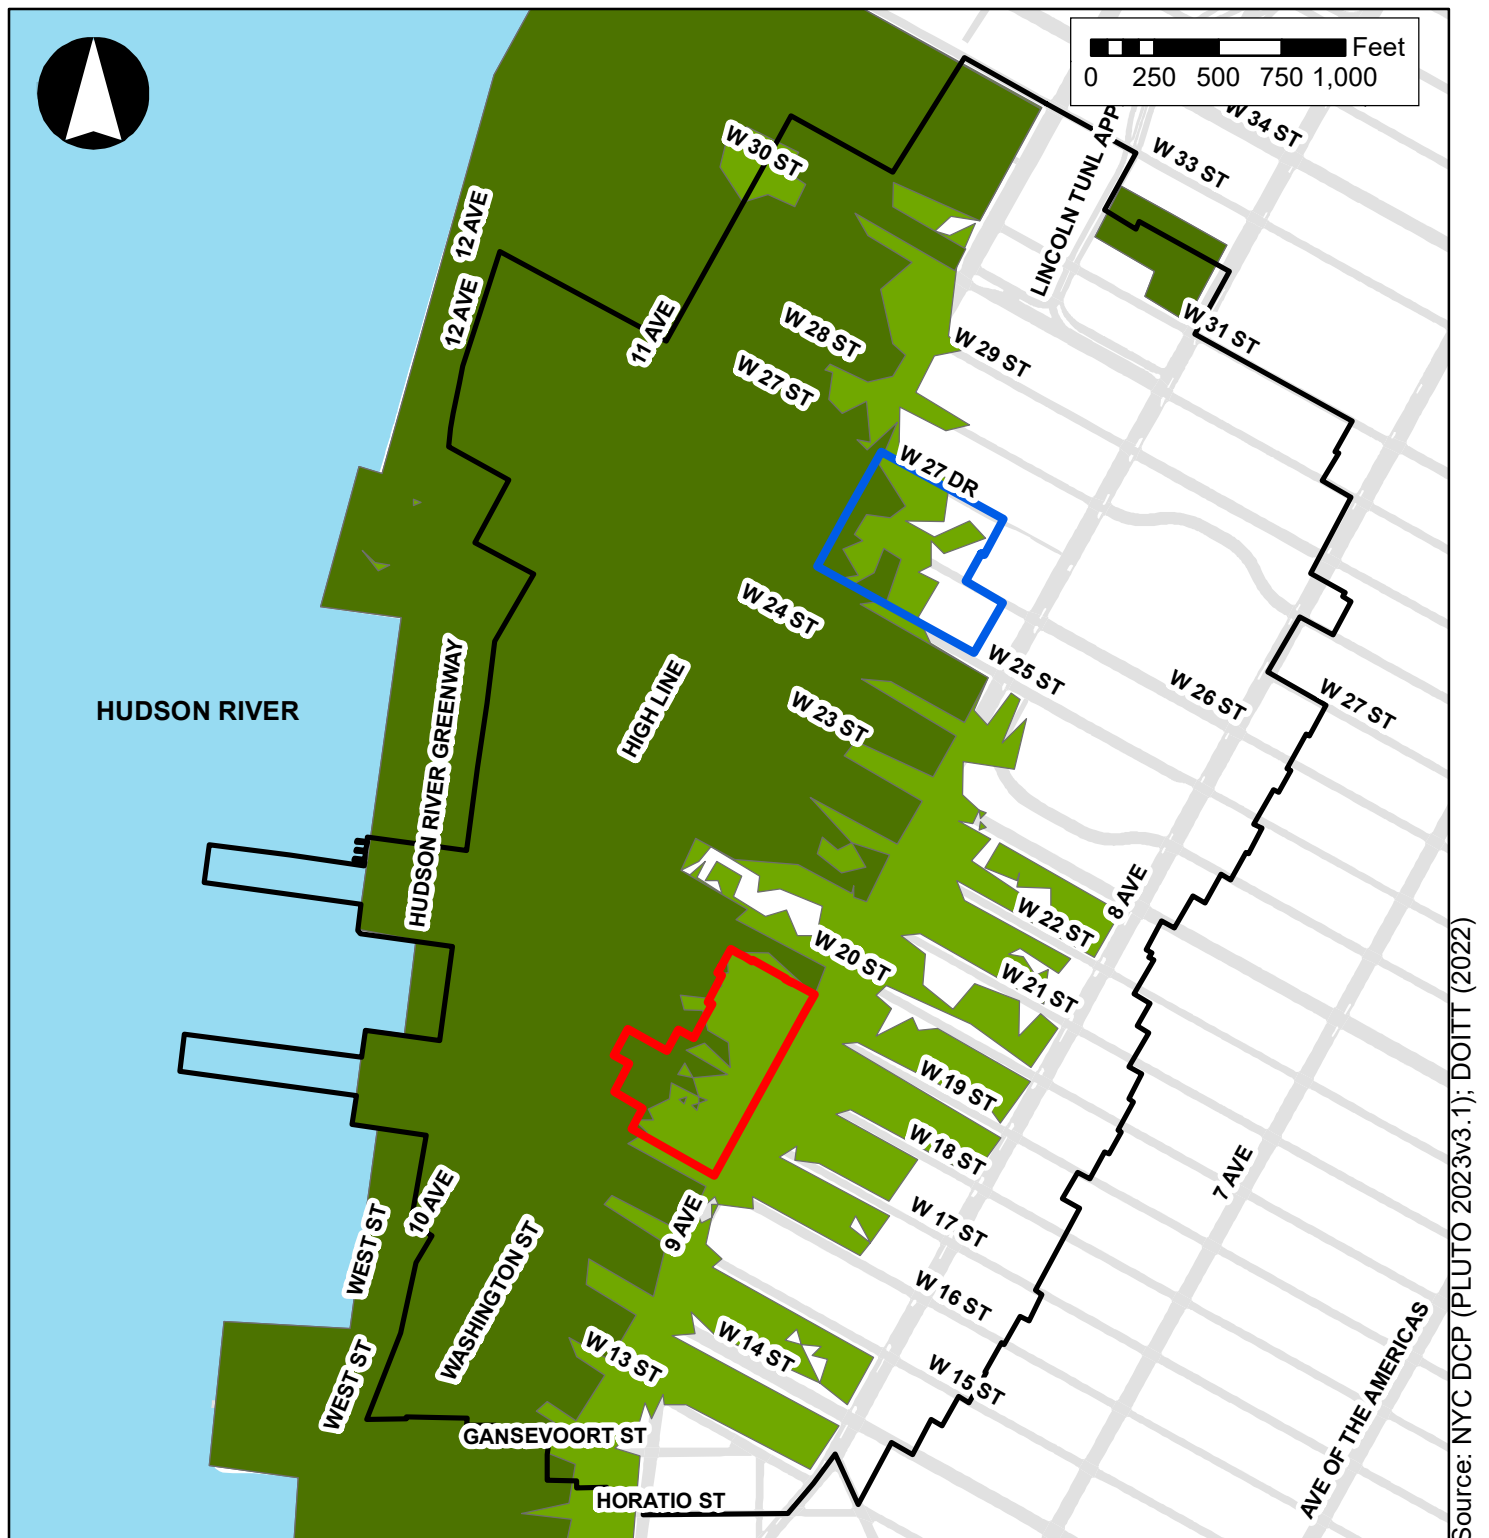 Feet
0 250 500 750 1,000
W 34 ST
W 33 ST
LINCOLN TUNL APP
W 30 ST
12 AVE
12 AVE
11 AVE
W 28 ST
W 27 ST
W 29 ST
W 31 ST
W 27 DR
W 24 ST
W 25 ST
W 26 ST
W 27 ST
W 23 ST
HIGH LINE
HUDSON RIVER
HUDSON RIVER GREENWAY
8 AVE
W 22 ST
W 20 ST
W 21 ST
W 19 ST
W 18 ST
7 AVE
W 17 ST
9 AVE
10 AVE
WEST ST
WASHINGTON ST
W 16 ST
W 14 ST
W 13 ST
W 15 ST
WEST ST
GANSEVOORT ST
HORATIO ST
AVE OF THE AMERICAS
Source: NYC DCP (PLUTO 2023v3.1); DOITT (2022)